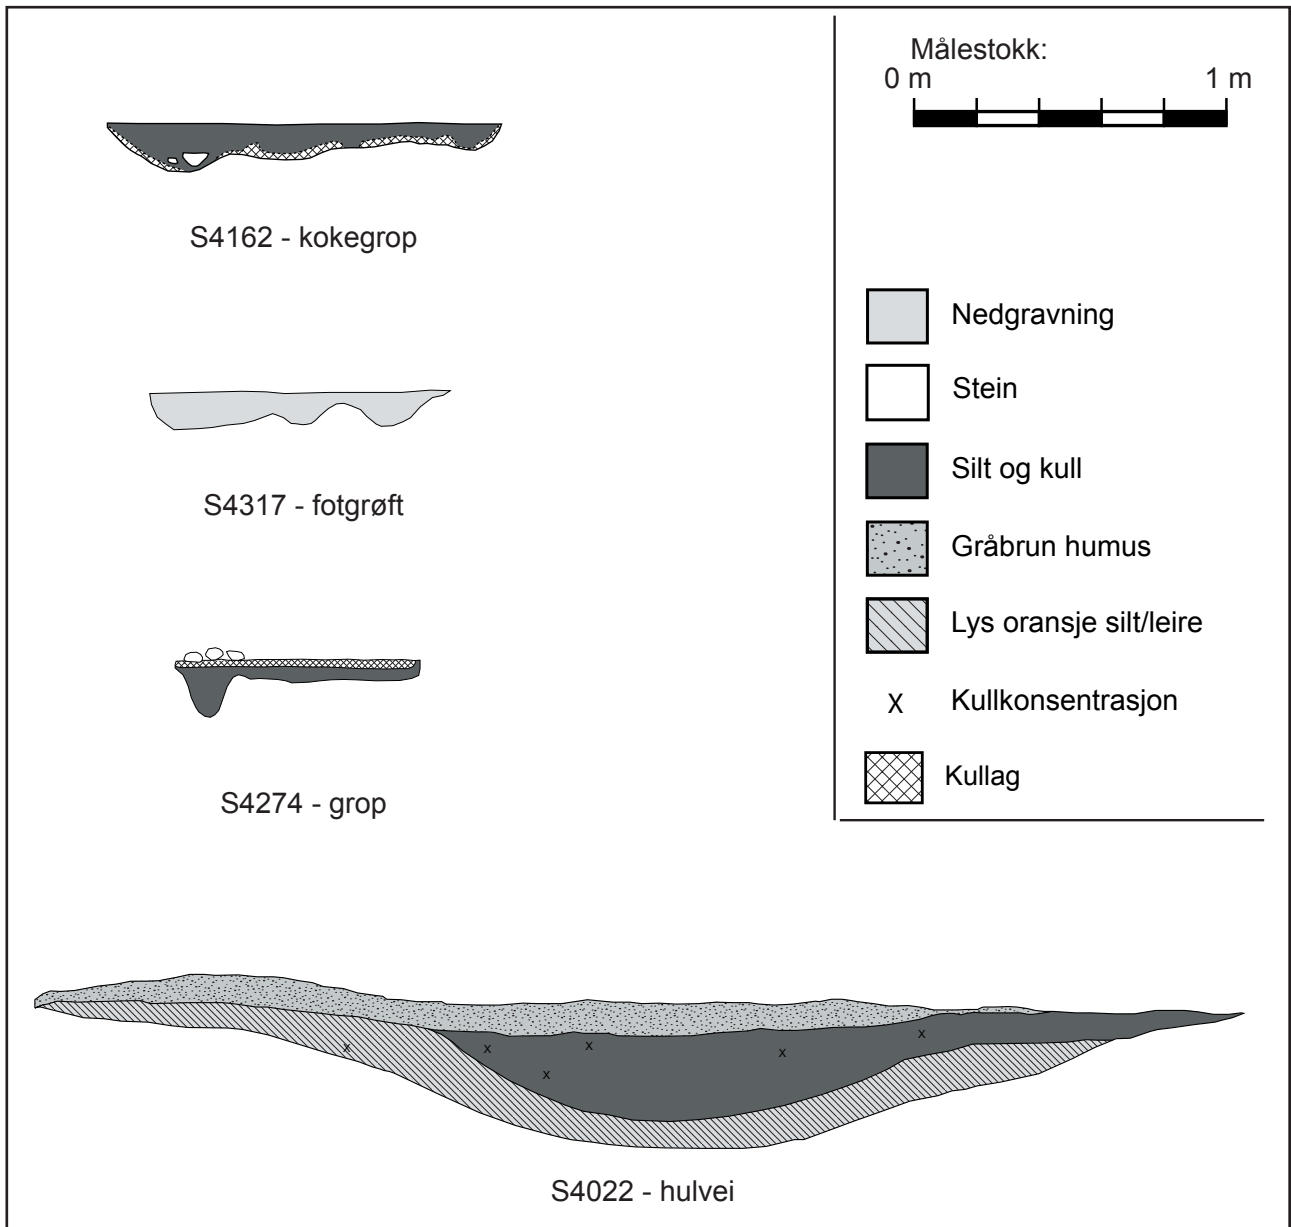 Målestokk:
0 m 1 m
S4162 - kokegrop
Nedgravning
Stein
S4317 - fotgrøft
Silt og kull
Gråbrun humus
Lys oransje silt/leire
x Kullkonsentrasjon
Kullag
S4274 - grop
x
x
x
x
x
x
S4022 - hulvei